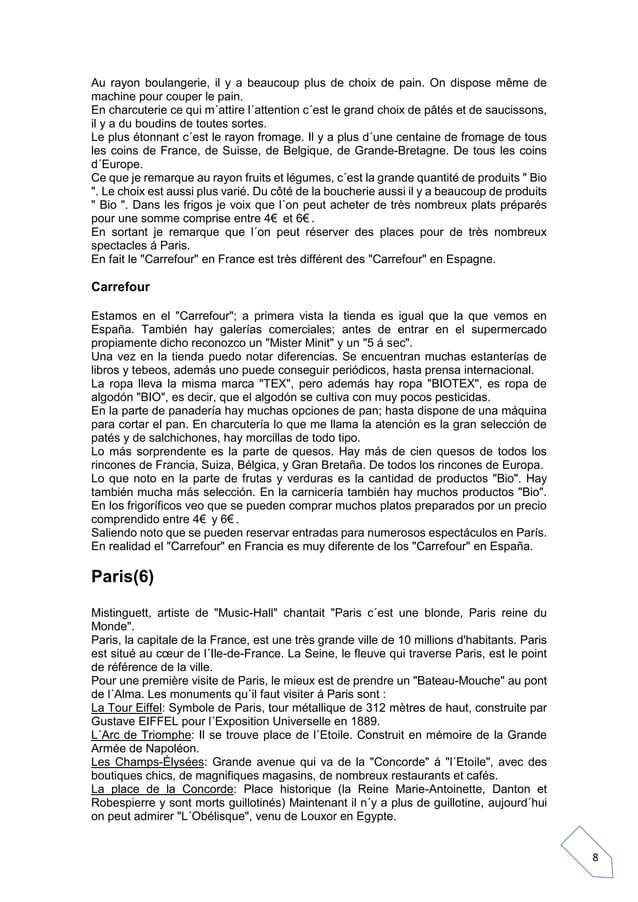 Au rayon boulangerie, il y a beaucoup plus de choix de pain. On dispose même de
machine pour couper le pain.
En charcuterie ce qui m´attire l´attention c´est le grand choix de pâtés et de saucissons,
il y a du boudins de toutes sortes.
Le plus étonnant c´est le rayon fromage. Il y a plus d´une centaine de fromage de tous
les coins de France, de Suisse, de Belgique, de Grande-Bretagne. De tous les coins
d´Europe.
Ce que je remarque au rayon fruits et légumes, c´est la grande quantité de produits " Bio
". Le choix est aussi plus varié. Du côté de la boucherie aussi il y a beaucoup de produits
" Bio ". Dans les frigos je voix que l´on peut acheter de très nombreux plats préparés
pour une somme comprise entre 4€ et 6€ .
En sortant je remarque que l´on peut réserver des places pour de très nombreux
spectacles á Paris.
En fait le "Carrefour" en France est très différent des "Carrefour" en Espagne.
Carrefour
Estamos en el "Carrefour"; a primera vista la tienda es igual que la que vemos en
España. También hay galerías comerciales; antes de entrar en el supermercado
propiamente dicho reconozco un "Mister Minit" y un "5 á sec".
Una vez en la tienda puedo notar diferencias. Se encuentran muchas estanterías de
libros y tebeos, además uno puede conseguir periódicos, hasta prensa internacional.
La ropa lleva la misma marca "TEX", pero además hay ropa "BIOTEX", es ropa de
algodón "BIO", es decir, que el algodón se cultiva con muy pocos pesticidas.
En la parte de panadería hay muchas opciones de pan; hasta dispone de una máquina
para cortar el pan. En charcutería lo que me llama la atención es la gran selección de
patés y de salchichones, hay morcillas de todo tipo.
Lo más sorprendente es la parte de quesos. Hay más de cien quesos de todos los
rincones de Francia, Suiza, Bélgica, y Gran Bretaña. De todos los rincones de Europa.
Lo que noto en la parte de frutas y verduras es la cantidad de productos "Bio". Hay
también mucha más selección. En la carnicería también hay muchos productos "Bio".
En los frigoríficos veo que se pueden comprar muchos platos preparados por un precio
comprendido entre 4€ y 6€ .
Saliendo noto que se pueden reservar entradas para numerosos espectáculos en París.
En realidad el "Carrefour" en Francia es muy diferente de los "Carrefour" en España.
Paris(6)
Mistinguett, artiste de "Music-Hall" chantait "Paris c´est une blonde, Paris reine du
Monde".
Paris, la capitale de la France, est une très grande ville de 10 millions d'habitants. Paris
est situé au cœur de l´Ile-de-France. La Seine, le fleuve qui traverse Paris, est le point
de référence de la ville.
Pour une première visite de Paris, le mieux est de prendre un "Bateau-Mouche" au pont
de l´Alma. Les monuments qu´il faut visiter á Paris sont :
La Tour Eiffel: Symbole de Paris, tour métallique de 312 mètres de haut, construite par
Gustave EIFFEL pour l´Exposition Universelle en 1889.
L´Arc de Triomphe: Il se trouve place de l´Etoile. Construit en mémoire de la Grande
Armée de Napoléon.
Les Champs-Élysées: Grande avenue qui va de la "Concorde" á "l´Etoile", avec des
boutiques chics, de magnifiques magasins, de nombreux restaurants et cafés.
La place de la Concorde: Place historique (la Reine Marie-Antoinette, Danton et
Robespierre y sont morts guillotinés) Maintenant il n´y a plus de guillotine, aujourd´hui
on peut admirer "L´Obélisque", venu de Louxor en Egypte.
8